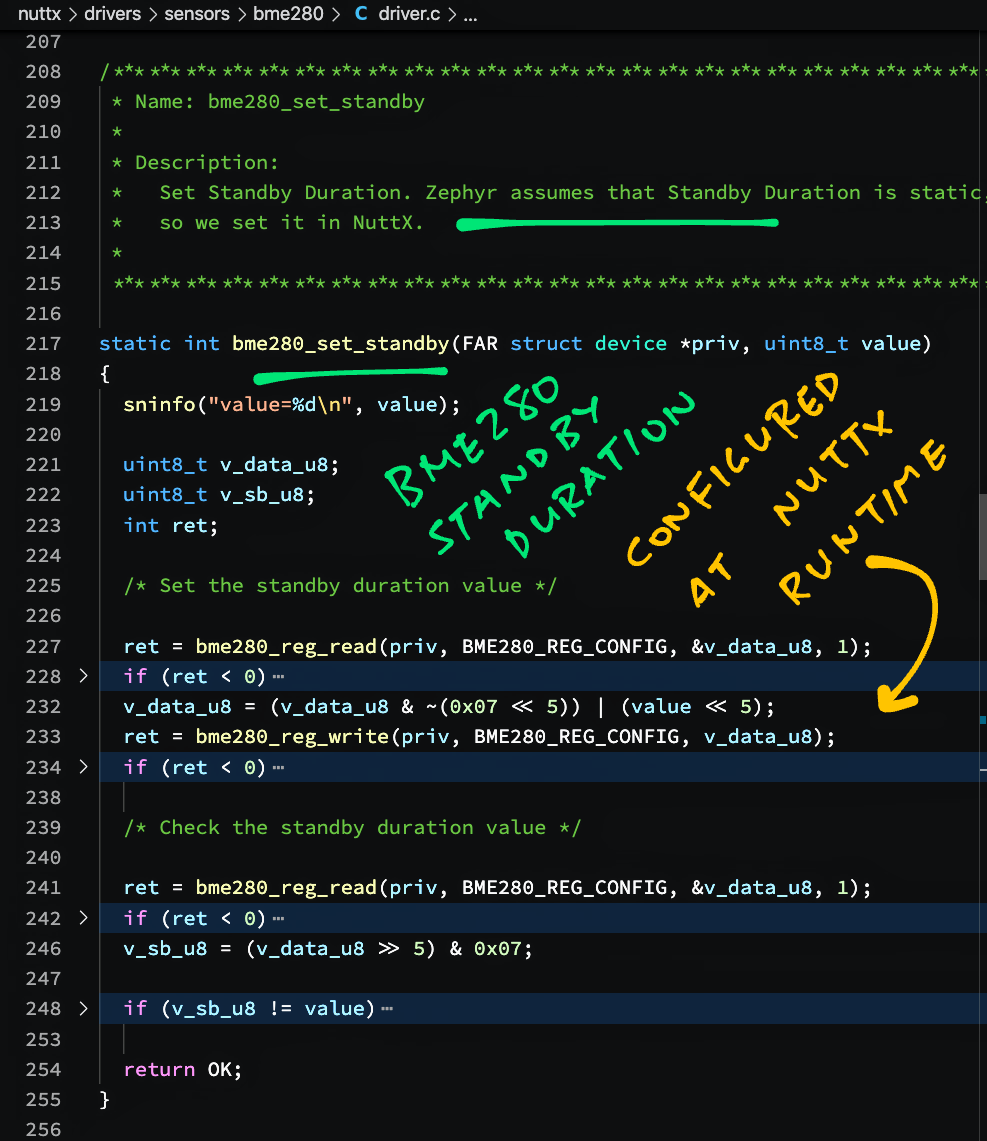 nuttx > drivers > sensors > bme280 > C driver.c > ...
207
208 /************************************************************************
209 * Name: bme280_set_standby
210 *
211 * Description:
212 *   Set Standby Duration. Zephyr assumes that Standby Duration is static,
213 *   so we set it in NuttX.
214 *
215 ************************************************************************
216
217 static int bme280_set_standby(FAR struct device *priv, uint8_t value)
218 {
219   sninfo("value=%d\n", value);
220
221   uint8_t v_data_u8;
222   uint8_t v_sb_u8;
223   int ret;
224
225   /* Set the standby duration value */
226
227   ret = bme280_reg_read(priv, BME280_REG_CONFIG, &v_data_u8, 1);
228 > if (ret < 0)⋯
232   v_data_u8 = (v_data_u8 & ~(0x07 << 5)) | (value << 5);
233   ret = bme280_reg_write(priv, BME280_REG_CONFIG, v_data_u8);
234 > if (ret < 0)⋯
238
239   /* Check the standby duration value */
240
241   ret = bme280_reg_read(priv, BME280_REG_CONFIG, &v_data_u8, 1);
242 > if (ret < 0)⋯
246   v_sb_u8 = (v_data_u8 >> 5) & 0x07;
247
248 > if (v_sb_u8 != value)⋯
253
254   return OK;
255 }
256
BME280
STANDBY
DURATION
CONFIGURED
AT NUTTX
RUNTIME